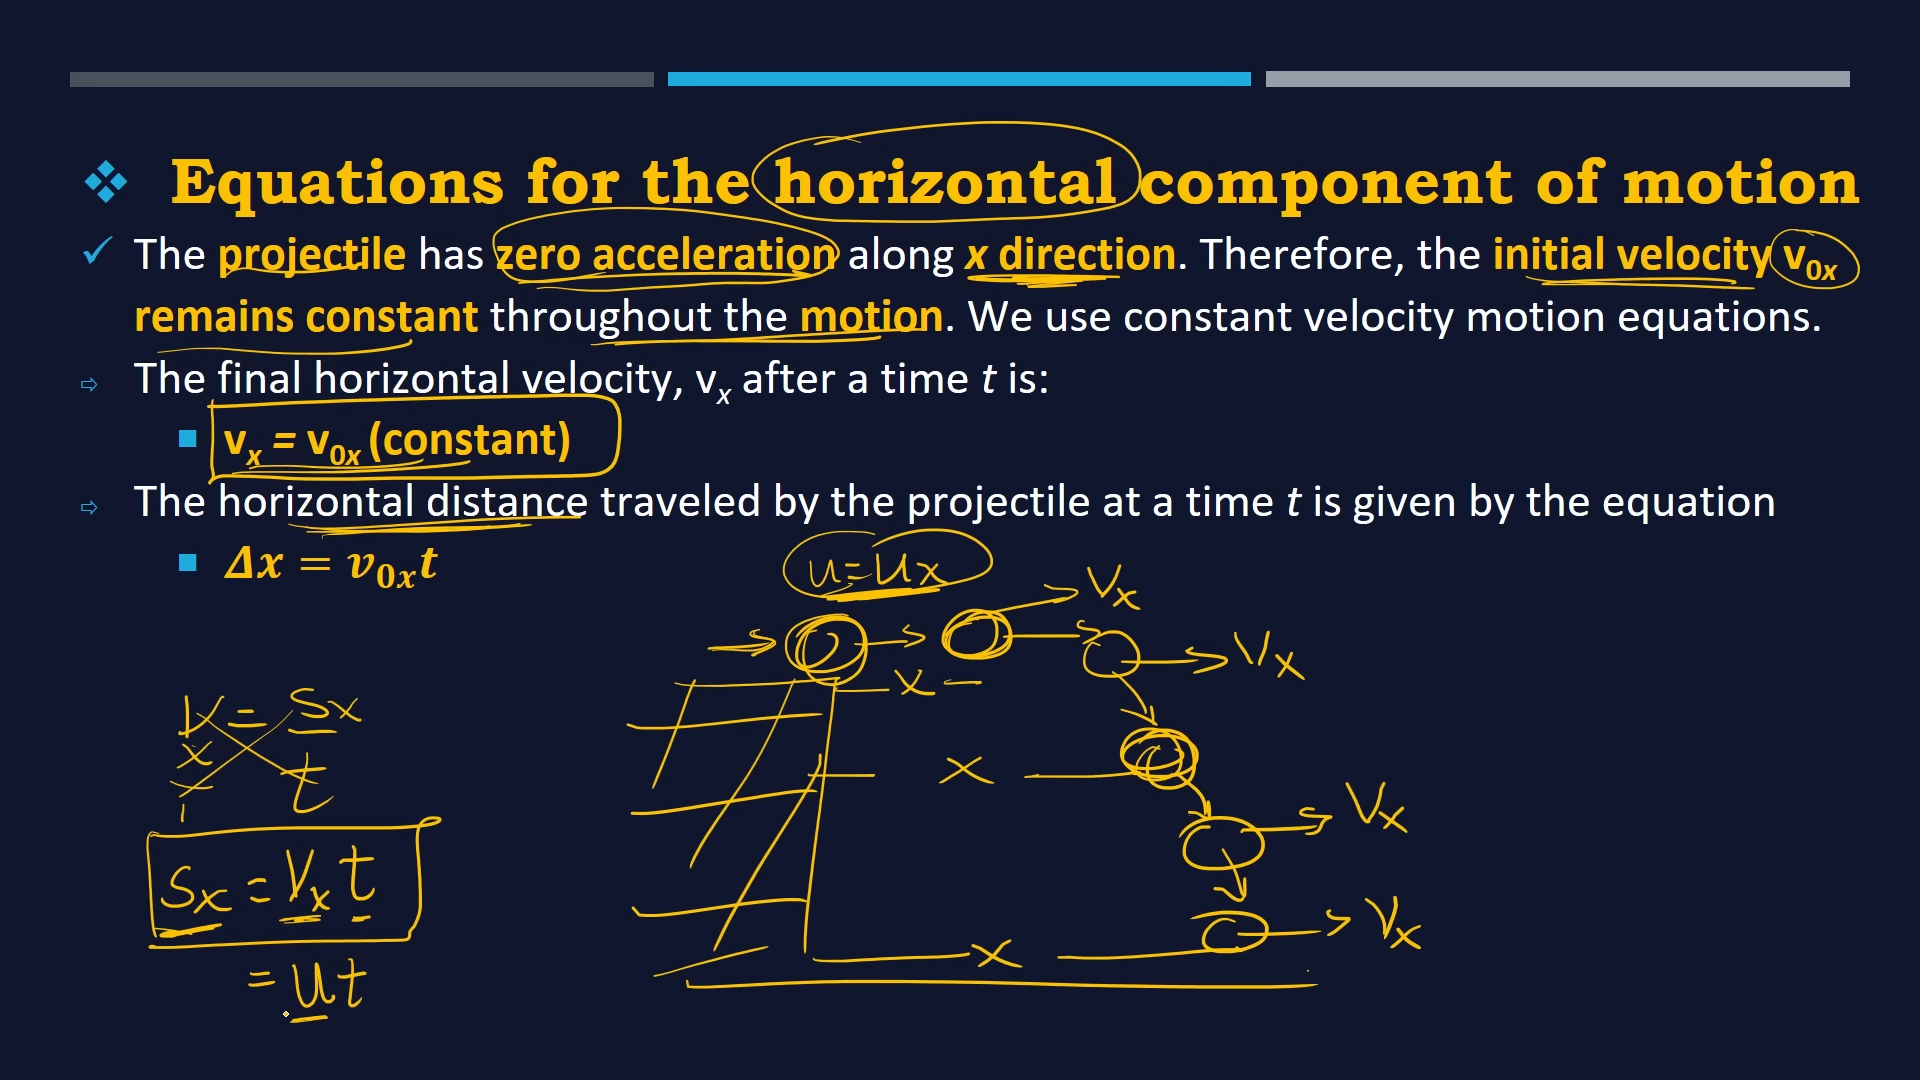 Equations for the horizontal component of motion
The projectile has zero acceleration along x direction. Therefore, the initial velocity v0x
remains constant throughout the motion. We use constant velocity motion equations.
The final horizontal velocity, vx after a time t is:
vx = v0x (constant)
The horizontal distance traveled by the projectile at a time t is given by the equation
Δx = v0xt
u = ux
Vx
Vx
x
Vx = Sx
t
x
Vx
Sx = Vx t
Vx
x
= ut